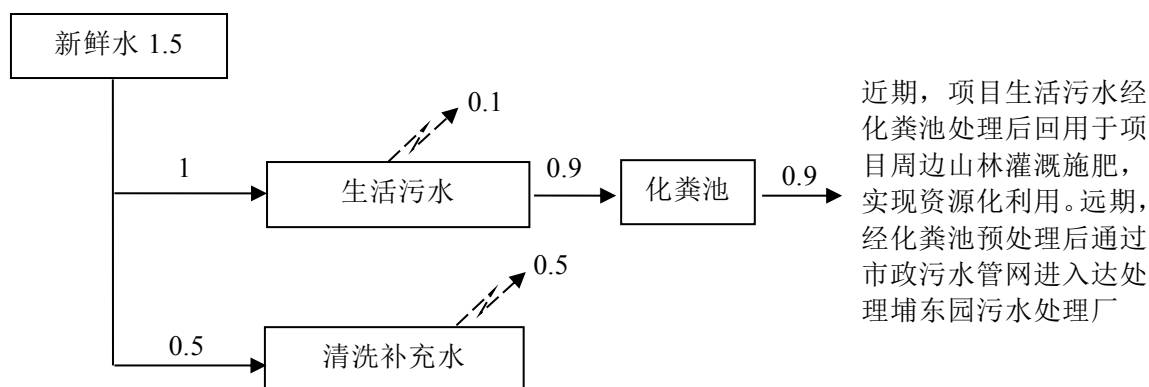 新鲜水 1.5
0.1
1
生活污水
0.9
化粪池
0.9
近期，项目生活污水经
化粪池处理后回用于项
目周边山林灌溉施肥，
实现资源化利用。远期，
经化粪池预处理后通过
市政污水管网进入达处
理埔东园污水处理厂
0.5
0.5
清洗补充水